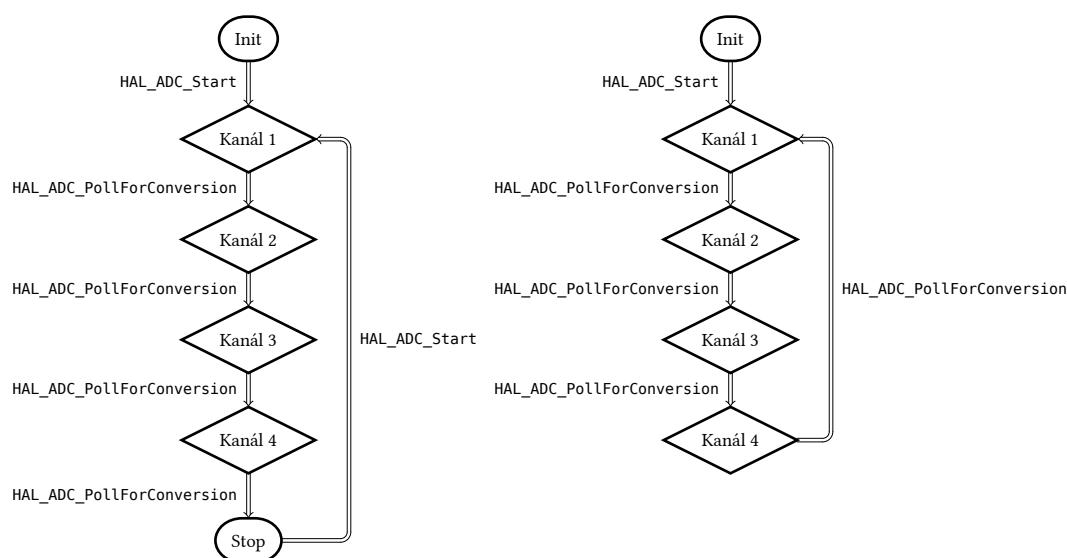 Init
HAL_ADC_Start
Kanál 1
HAL_ADC_PollForConversion
Kanál 2
HAL_ADC_PollForConversion
Kanál 3
HAL_ADC_Start
HAL_ADC_PollForConversion
Kanál 4
HAL_ADC_PollForConversion
Stop
Init
HAL_ADC_Start
Kanál 1
HAL_ADC_PollForConversion
Kanál 2
HAL_ADC_PollForConversion
HAL_ADC_PollForConversion
Kanál 3
HAL_ADC_PollForConversion
Kanál 4